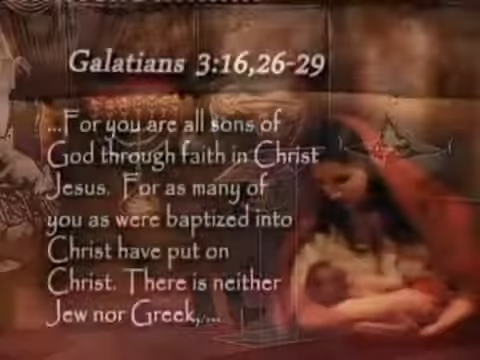 Galatians 3:16,26-29
...For you are all sons of
God through faith in Christ
Jesus. For as many of
you as were baptized into
Christ have put on
Christ. There is neither
Jew nor Greek,...